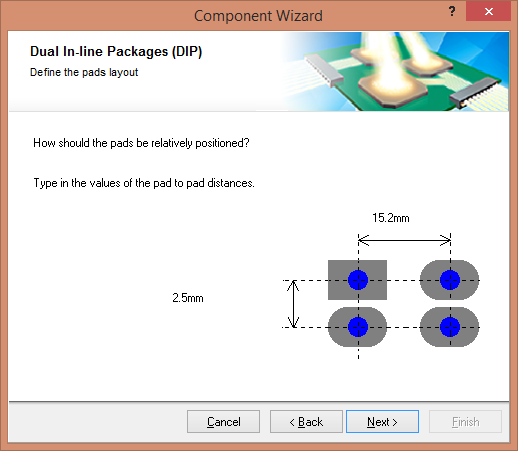 Component Wizard
?
Dual In-line Packages (DIP)
Define the pads layout
How should the pads be relatively positioned?
Type in the values of the pad to pad distances.
15.2mm
2.5mm
Cancel
< Back
Next >
Finish